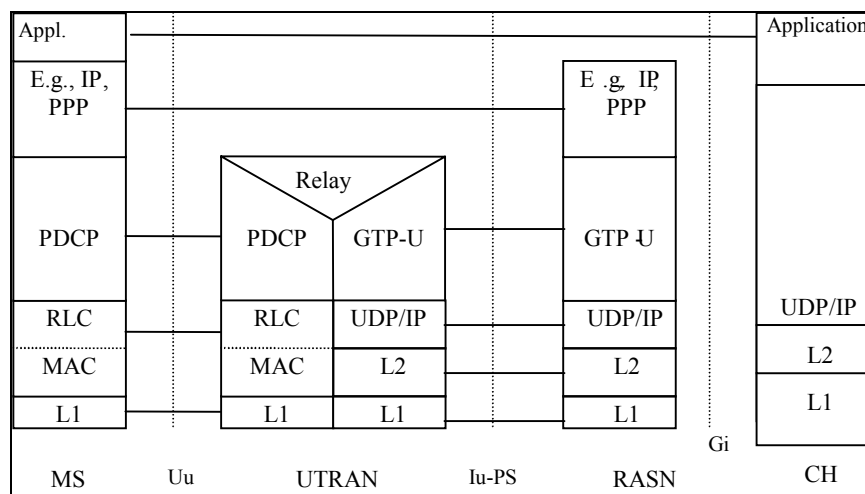 Appl.
Application
E.g., IP,
PPP
E .g, IP,
PPP
Relay
PDCP
PDCP
GTP-U
GTP-U
RLC
RLC
UDP/IP
UDP/IP
UDP/IP
MAC
MAC
L2
L2
L2
L1
L1
L1
L1
L1
Gi
MS
Uu
UTRAN
Iu-PS
RASN
CH